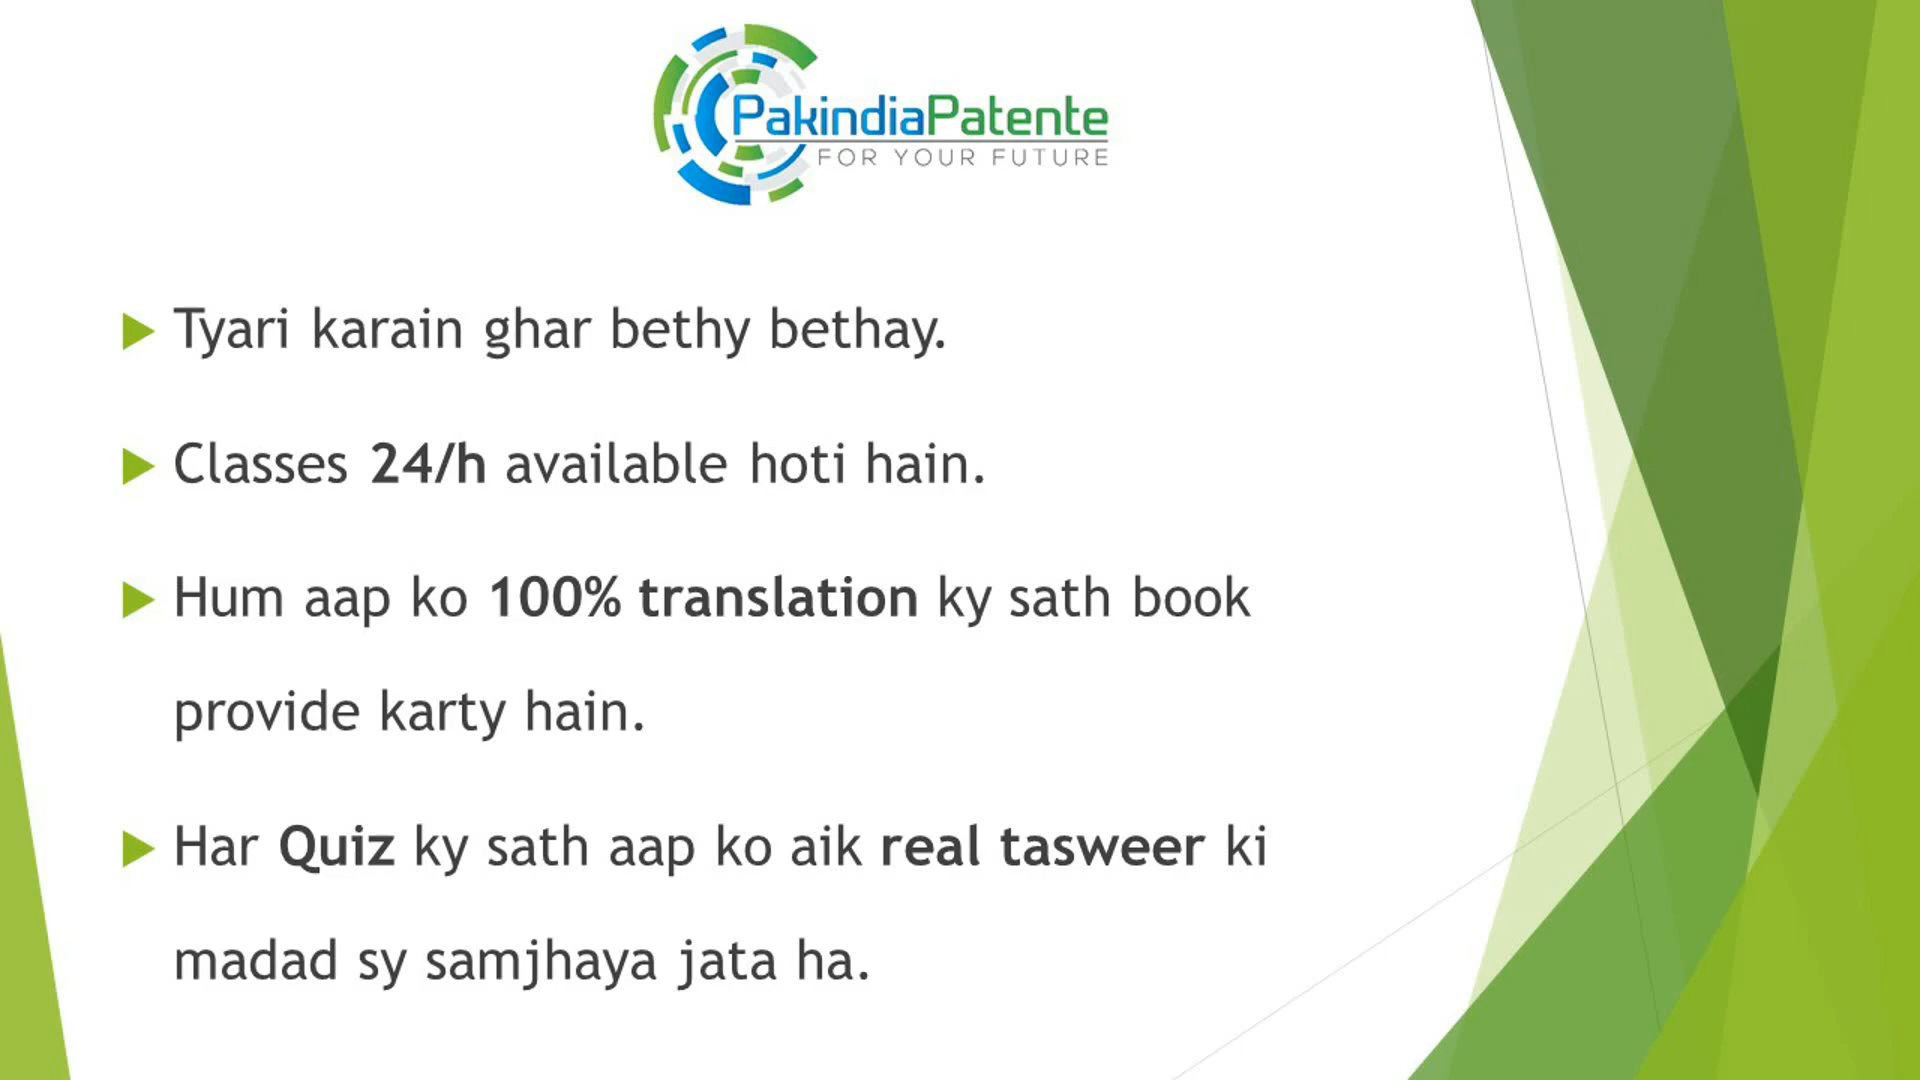 PakindiaPatente
FOR YOUR FUTURE
Tyari karain ghar bethy bethay.
Classes 24/h available hoti hain.
Hum aap ko 100% translation ky sath book
provide karty hain.
Har Quiz ky sath aap ko aik real tasweer ki
madad sy samjhaya jata ha.